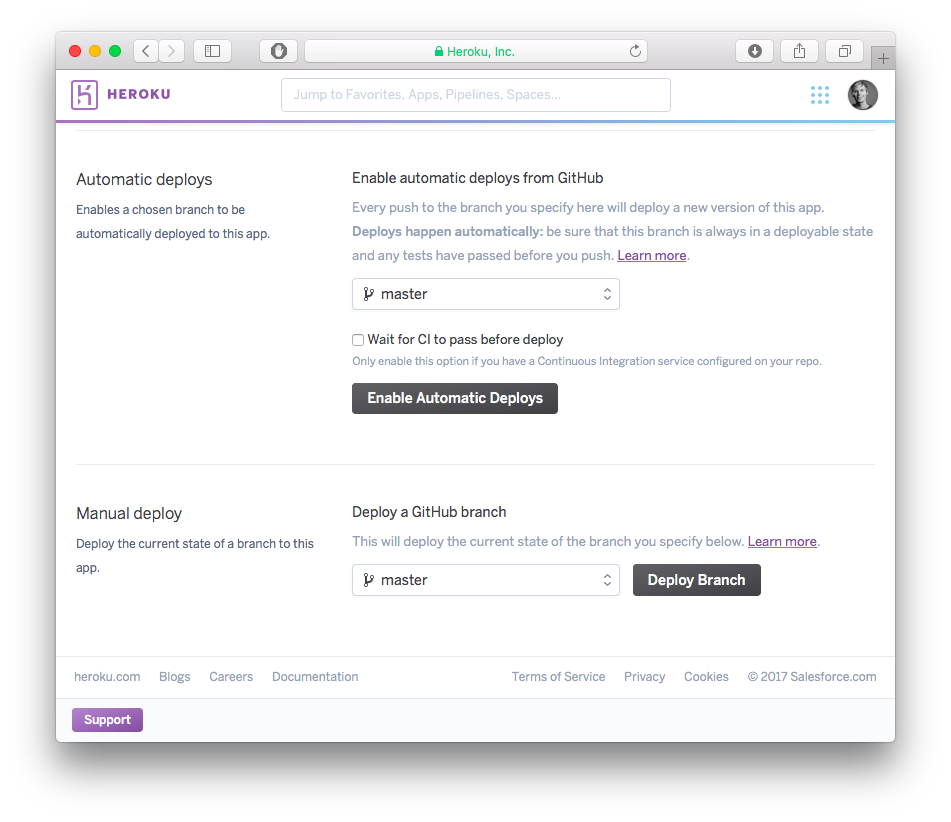 Heroku, Inc.
HEROKU
Jump to Favorites, Apps, Pipelines, Spaces...
Automatic deploys
Enables a chosen branch to be
automatically deployed to this app.
Enable automatic deploys from GitHub
Every push to the branch you specify here will deploy a new version of this app.
Deploys happen automatically: be sure that this branch is always in a deployable state
and any tests have passed before you push. Learn more.
master
Wait for CI to pass before deploy
Only enable this option if you have a Continuous Integration service configured on your repo.
Enable Automatic Deploys
Manual deploy
Deploy the current state of a branch to this
app.
Deploy a GitHub branch
This will deploy the current state of the branch you specify below. Learn more.
master
Deploy Branch
heroku.com Blogs Careers Documentation
Terms of Service Privacy Cookies © 2017 Salesforce.com
Support